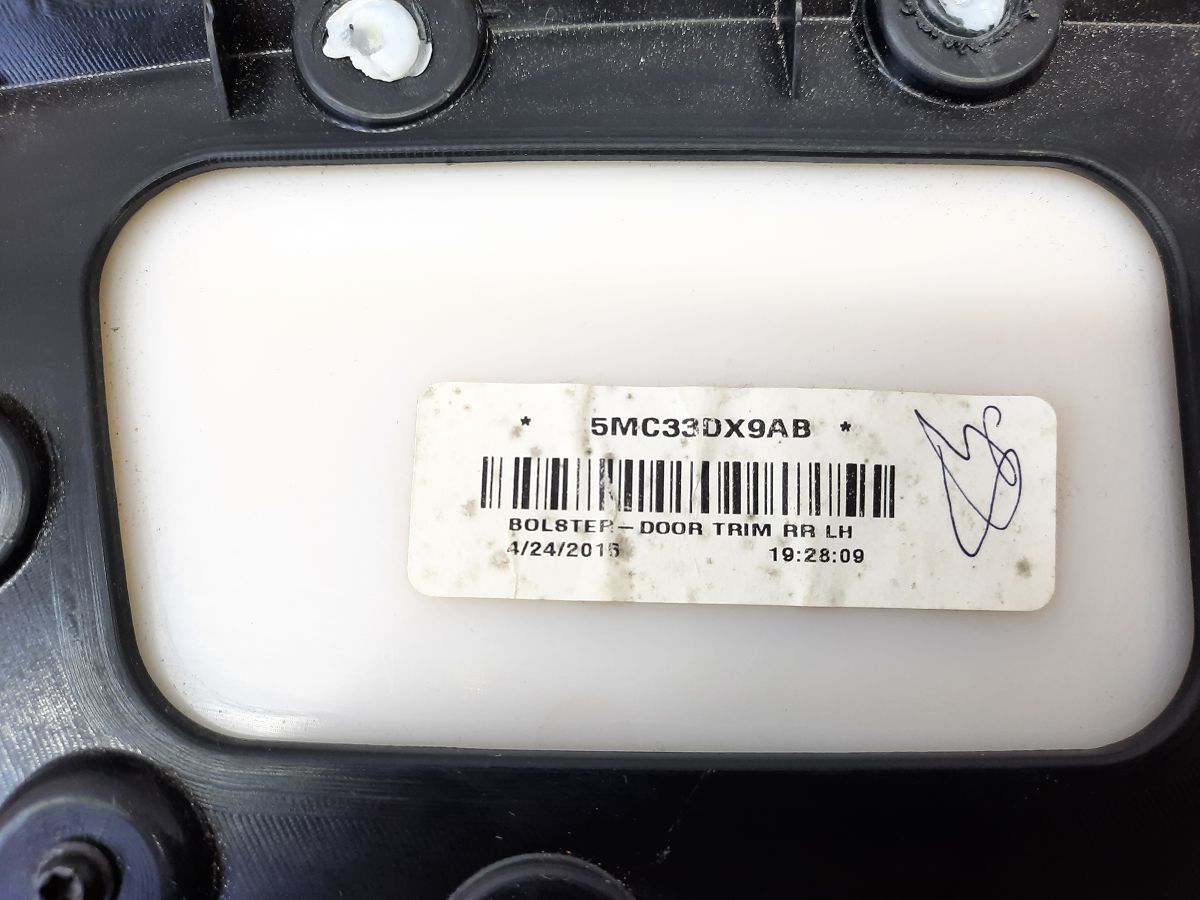 * 5MC33DX9AB *
BOLSTER-DOOR TRIM RR LH
4/24/2015
19:28:09